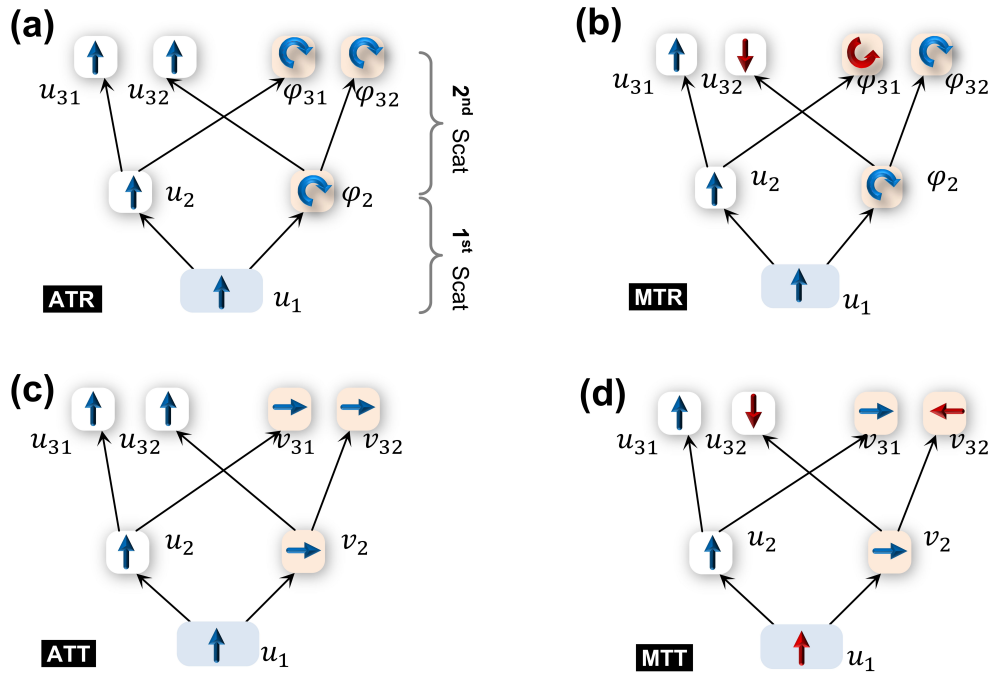 (a)
u₃₁ u₃₂ φ₃₁ φ₃₂
2nd Scat
u₂ φ₂
1st Scat
ATR
u₁
(b)
u₃₁ u₃₂ φ₃₁ φ₃₂
u₂ φ₂
MTR
u₁
(c)
u₃₁ u₃₂ v₃₁ v₃₂
u₂ v₂
ATT
u₁
(d)
u₃₁ u₃₂ v₃₁ v₃₂
u₂ v₂
MTT
u₁